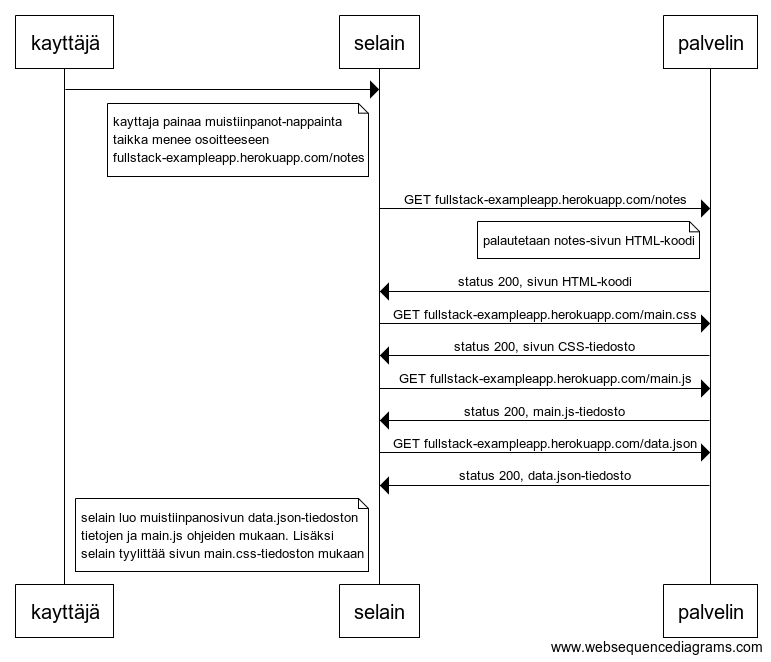 kayttäjä
selain
palvelin
kayttaja painaa muistiinpanot-nappainta
taikka menee osoitteeseen
fullstack-exampleapp.herokuapp.com/notes
GET fullstack-exampleapp.herokuapp.com/notes
palautetaan notes-sivun HTML-koodi
status 200, sivun HTML-koodi
GET fullstack-exampleapp.herokuapp.com/main.css
status 200, sivun CSS-tiedosto
GET fullstack-exampleapp.herokuapp.com/main.js
status 200, main.js-tiedosto
GET fullstack-exampleapp.herokuapp.com/data.json
status 200, data.json-tiedosto
selain luo muistiinpanosivun data.json-tiedoston
tietojen ja main.js ohjeiden mukaan. Lisäksi
selain tyylittää sivun main.css-tiedoston mukaan
kayttäjä
selain
palvelin
www.websequencediagrams.com